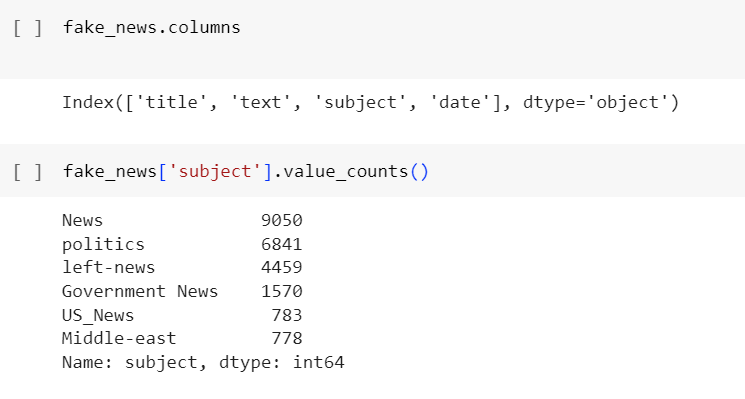 [ ] fake_news.columns
Index(['title', 'text', 'subject', 'date'], dtype='object')
[ ] fake_news['subject'].value_counts()
News 9050
politics 6841
left-news 4459
Government News 1570
US_News 783
Middle-east 778
Name: subject, dtype: int64